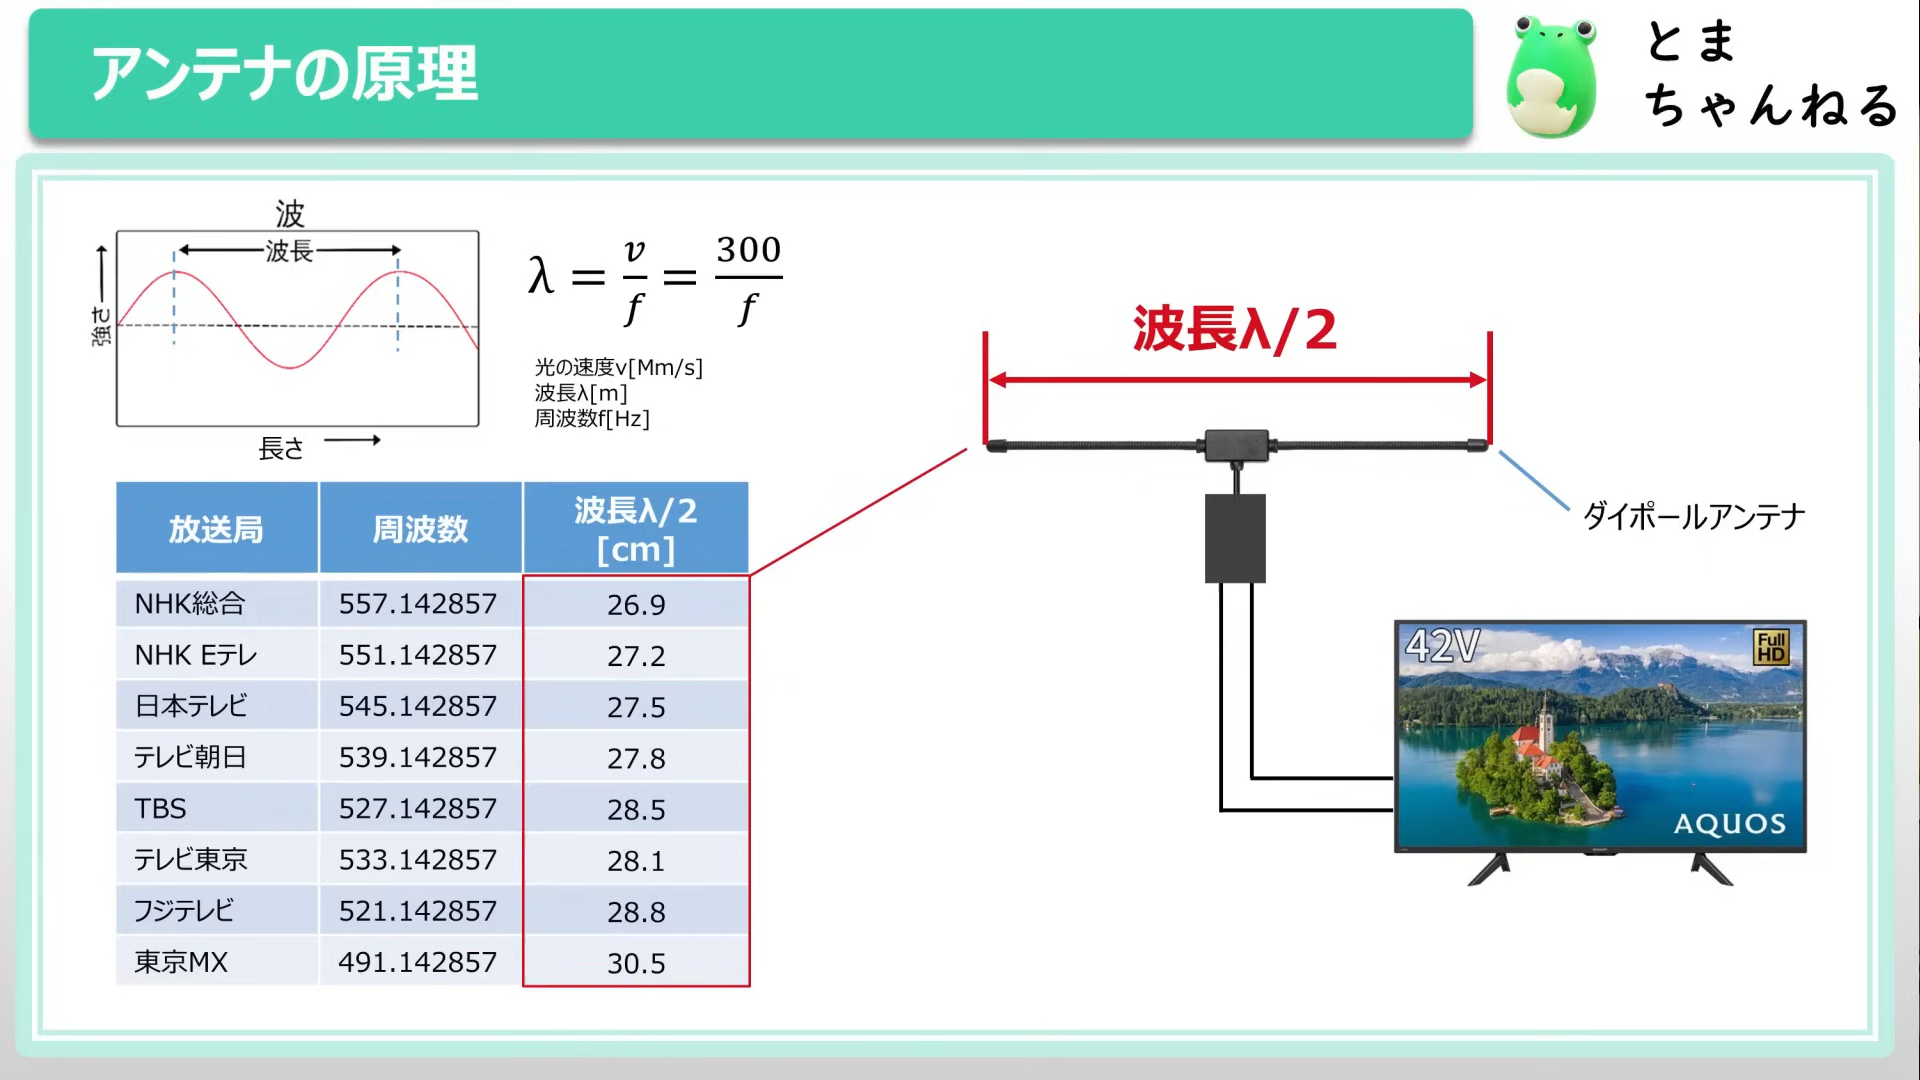 アンテナの原理
とま
ちゃんねる
波
波長
強さ
長さ
λ = v/f = 300/f
光の速度v[Mm/s]
波長λ[m]
周波数f[Hz]
放送局 周波数 波長λ/2 [cm]
NHK総合 557.142857 26.9
NHK Eテレ 551.142857 27.2
日本テレビ 545.142857 27.5
テレビ朝日 539.142857 27.8
TBS 527.142857 28.5
テレビ東京 533.142857 28.1
フジテレビ 521.142857 28.8
東京MX 491.142857 30.5
波長λ/2
ダイポールアンテナ
42V
Full
HD
AQUOS